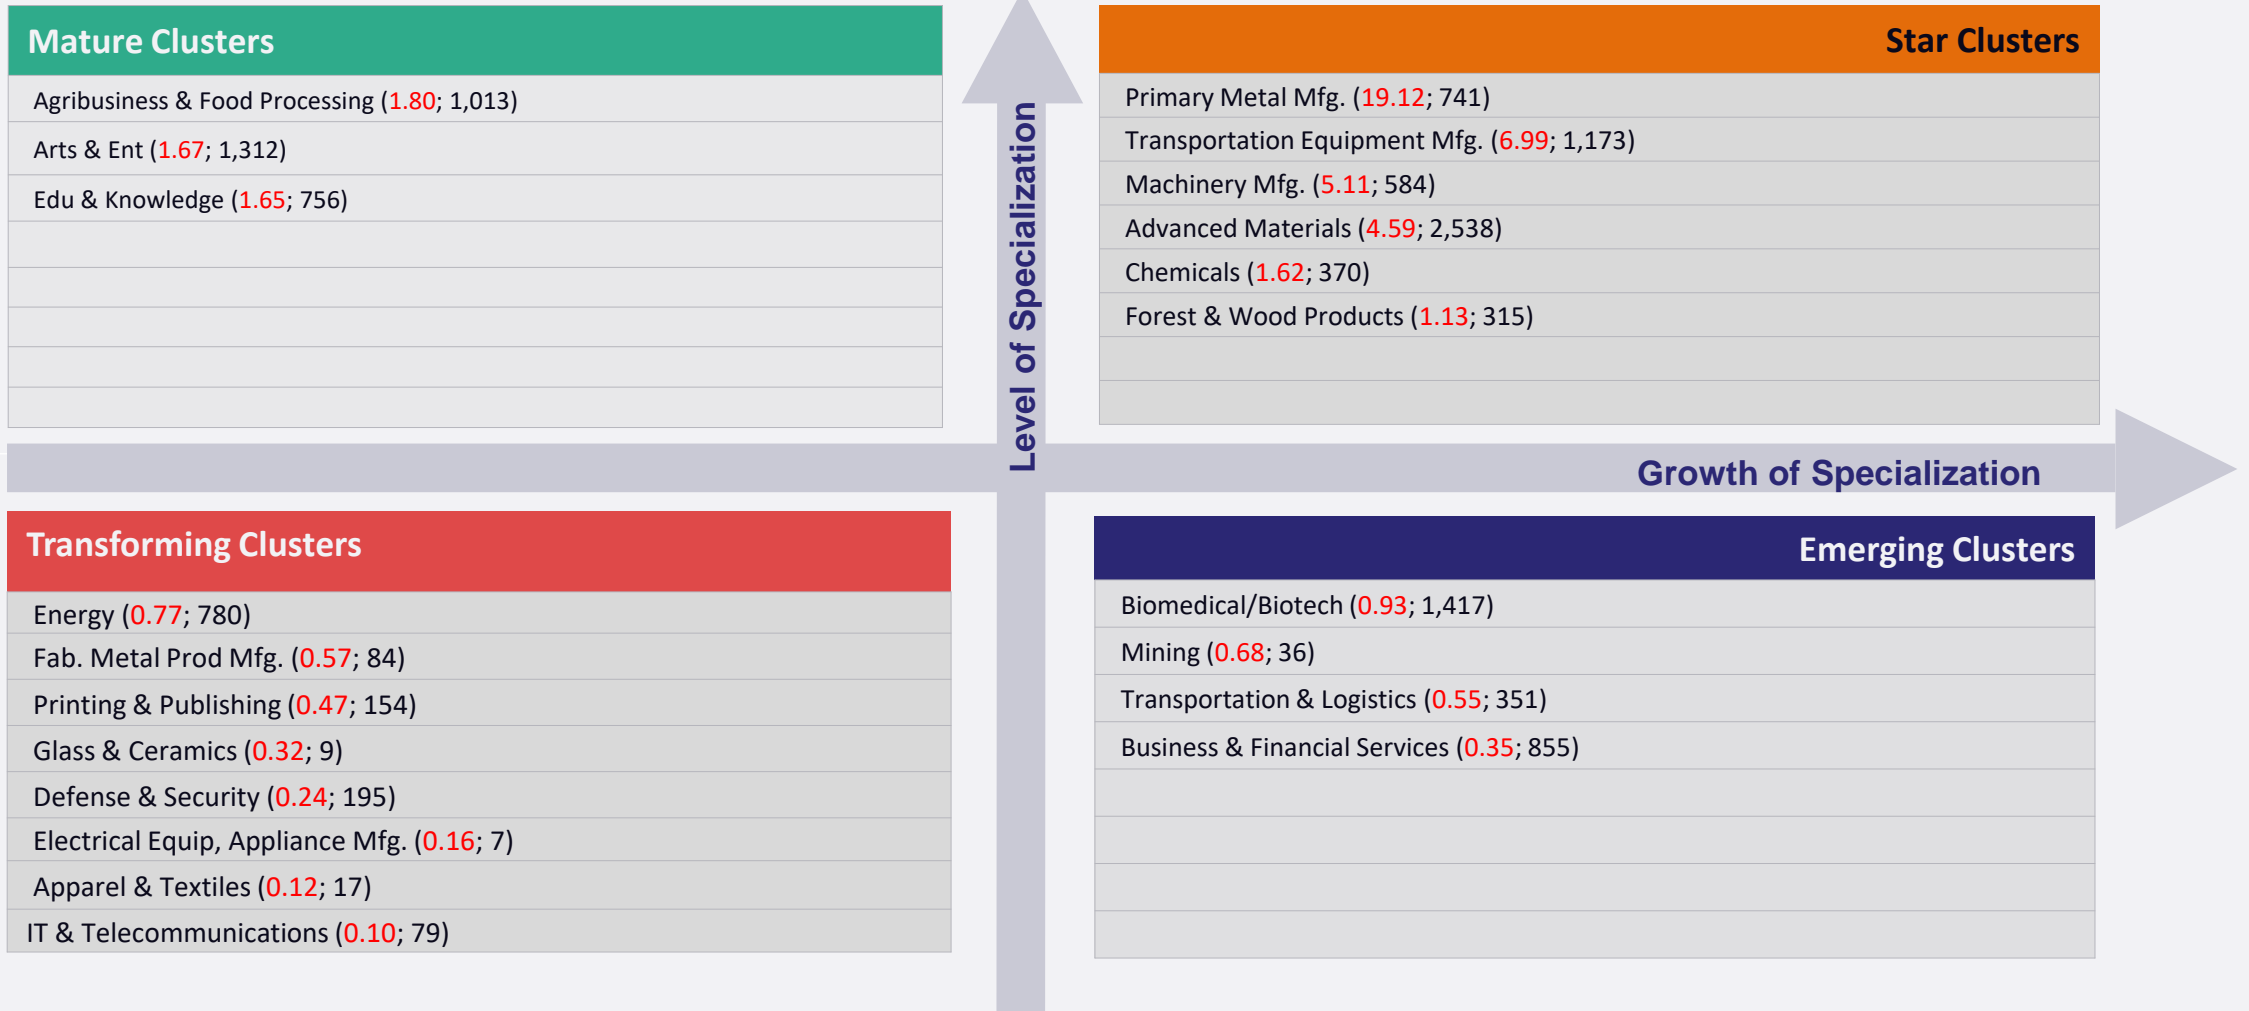 Mature Clusters
Agribusiness & Food Processing (1.80; 1,013)
Arts & Ent (1.67; 1,312)
Edu & Knowledge (1.65; 756)
Level of Specialization
Star Clusters
Primary Metal Mfg. (19.12; 741)
Transportation Equipment Mfg. (6.99; 1,173)
Machinery Mfg. (5.11; 584)
Advanced Materials (4.59; 2,538)
Chemicals (1.62; 370)
Forest & Wood Products (1.13; 315)
Growth of Specialization
Transforming Clusters
Energy (0.77; 780)
Fab. Metal Prod Mfg. (0.57; 84)
Printing & Publishing (0.47; 154)
Glass & Ceramics (0.32; 9)
Defense & Security (0.24; 195)
Electrical Equip, Appliance Mfg. (0.16; 7)
Apparel & Textiles (0.12; 17)
IT & Telecommunications (0.10; 79)
Emerging Clusters
Biomedical/Biotech (0.93; 1,417)
Mining (0.68; 36)
Transportation & Logistics (0.55; 351)
Business & Financial Services (0.35; 855)